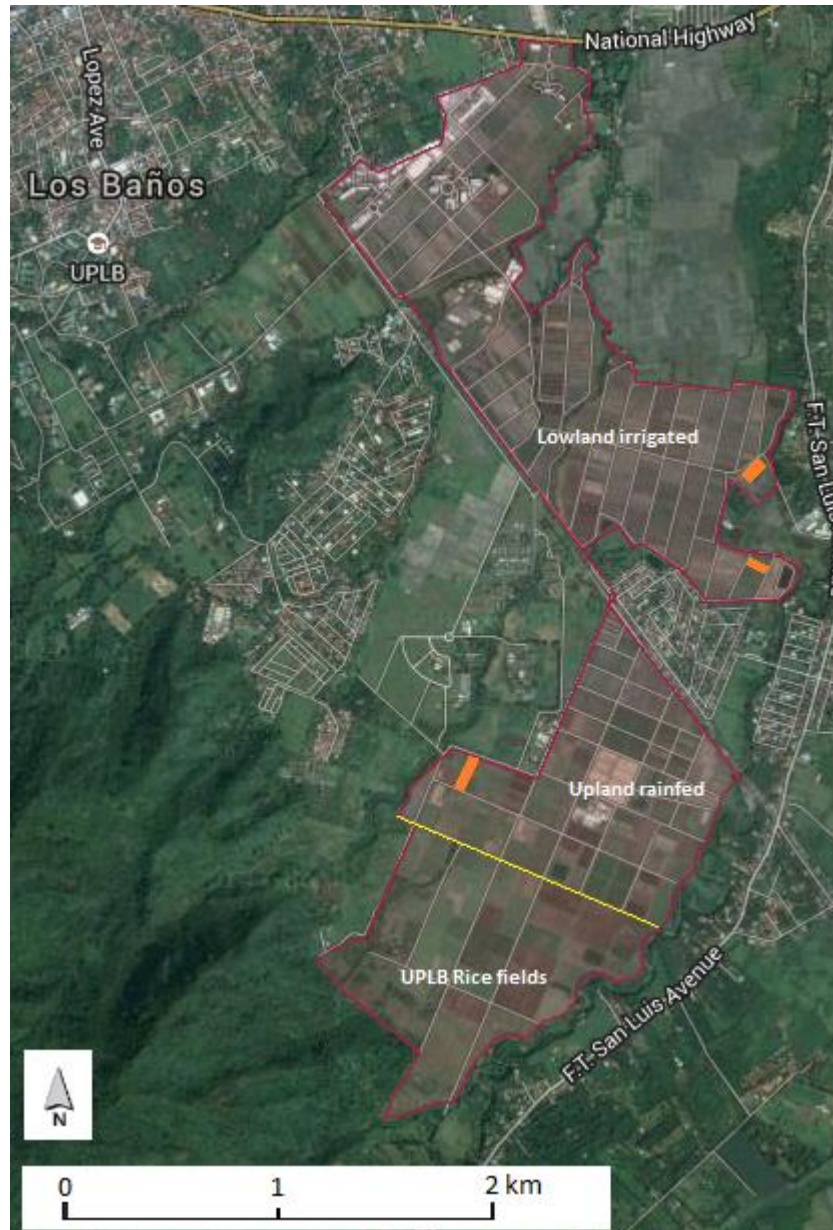 National Highway
Lopez Ave
Los Baños
UPLB
F.T. San Luis
Lowland irrigated
Upland rainfed
UPLB Rice fields
F.T. San Luis Avenue
N
0 1 2 km